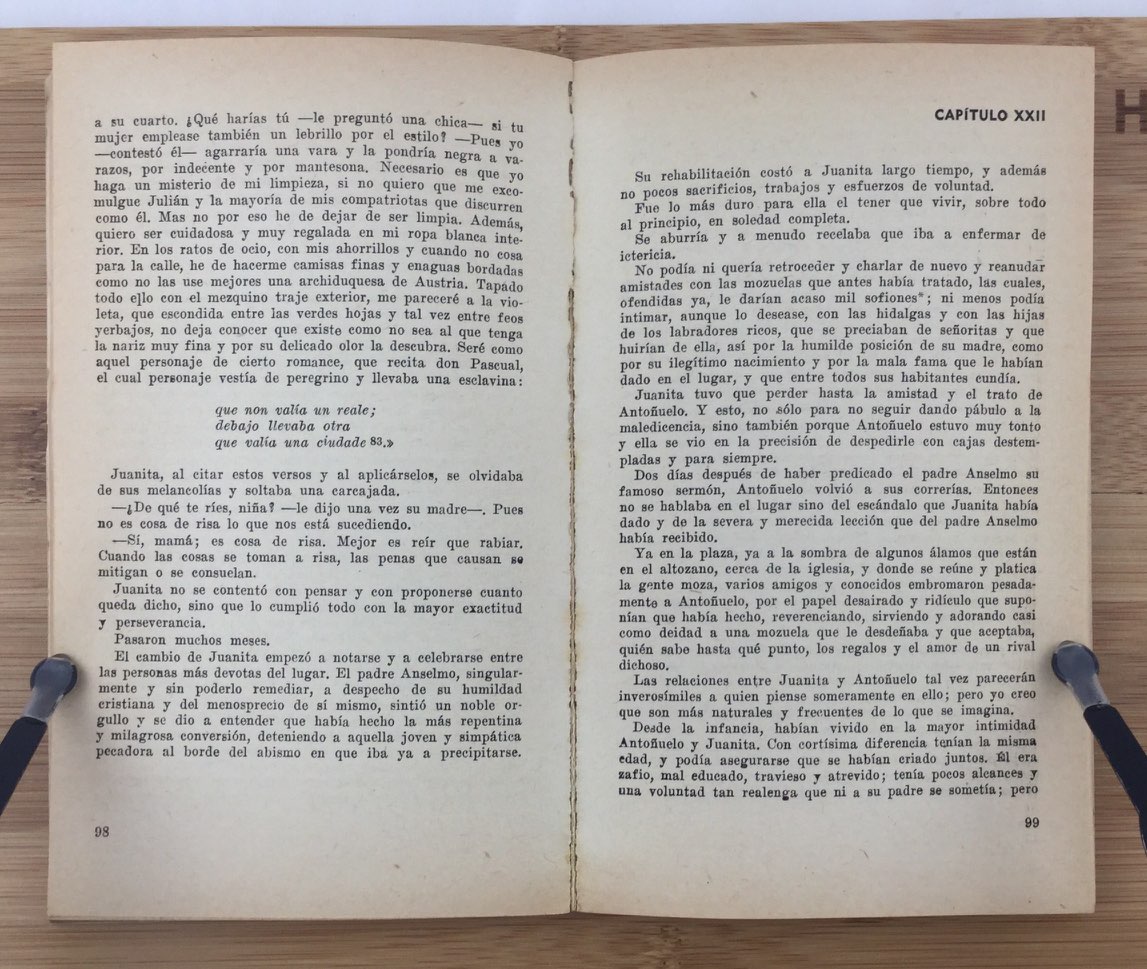 a su cuarto. ¿Qué harías tú —le preguntó una chica— si tu
mujer emplease también un lebrillo por el estilo? —Pues yo
—contestó él— agarraría una vara y la pondría negra a va-
razos, por indecente y por mantesona. Necesario es que yo
haga un misterio de mi limpieza, si no quiero que me exco-
mulgue Julián y la mayoría de mis compatriotas que discurren
como él. Mas no por eso he de dejar de ser limpia. Además,
quiero ser cuidadosa y muy regalada en mi ropa blanca inte-
rior. En los ratos de ocio, con mis ahorrillos y cuando no cosa
para la calle, he de hacerme camisas finas y enaguas bordadas
como no las use mejores una archiduquesa de Austria. Tapado
todo ello con el mezquino traje exterior, me pareceré a la vio-
leta, que escondida entre las verdes hojas y tal vez entre feos
yerbajos, no deja conocer que existe como no sea al que tenga
la nariz muy fina y por su delicado olor la descubra. Seré como
aquel personaje de cierto romance, que recita don Pascual,
el cual personaje vestía de peregrino y llevaba una esclavina:
que non valía un reale;
debajo llevaba otra
que valía una ciudade 83.»
Juanita, al citar estos versos y al aplicárselos, se olvidaba
de sus melancolías y soltaba una carcajada.
—¿De qué te ríes, niña? —le dijo una vez su madre—. Pues
no es cosa de risa lo que nos está sucediendo.
—Sí, mamá; es cosa de risa. Mejor es reír que rabiar.
Cuando las cosas se toman a risa, las penas que causan se
mitigan o se consuelan.
Juanita no se contentó con pensar y con proponerse cuanto
queda dicho, sino que lo cumplió todo con la mayor exactitud
y perseverancia.
Pasaron muchos meses.
El cambio de Juanita empezó a notarse y a celebrarse entre
las personas más devotas del lugar. El padre Anselmo, singular-
mente y sin poderlo remediar, a despecho de su humildad
cristiana y del menosprecio de sí mismo, sintió un noble or-
gullo y se dio a entender que había hecho la más repentina
y milagrosa conversión, deteniendo a aquella joven y simpática
pecadora al borde del abismo en que iba ya a precipitarse.
98
CAPÍTULO XXII
Su rehabilitación costó a Juanita largo tiempo, y además
no pocos sacrificios, trabajos y esfuerzos de voluntad.
Fue lo más duro para ella el tener que vivir, sobre todo
al principio, en soledad completa.
Se aburría y a menudo recelaba que iba a enfermar de
ictericia.
No podía ni quería retroceder y charlar de nuevo y reanudar
amistades con las mozuelas que antes había tratado, las cuales,
ofendidas ya, le darían acaso mil sofiones*; ni menos podía
intimar, aunque lo desease, con las hidalgas y con las hijas
de los labradores ricos, que se preciaban de señoritas y que
huirían de ella, así por la humilde posición de su madre, como
por su ilegítimo nacimiento y por la mala fama que le habían
dado en el lugar, y que entre todos sus habitantes cundía.
Juanita tuvo que perder hasta la amistad y el trato de
Antoñuelo. Y esto, no sólo para no seguir dando pábulo a la
maledicencia, sino también porque Antoñuelo estuvo muy tonto
y ella se vio en la precisión de despedirle con cajas destem-
pladas y para siempre.
Dos días después de haber predicado el padre Anselmo su
famoso sermón, Antoñuelo volvió a sus correrías. Entonces
no se hablaba en el lugar sino del escándalo que Juanita había
dado y de la severa y merecida lección que del padre Anselmo
había recibido.
Ya en la plaza, ya a la sombra de algunos álamos que están
en el altozano, cerca de la iglesia, y donde se reúne y platica
la gente moza, varios amigos y conocidos embromaron pesada-
mente a Antoñuelo, por el papel desairado y ridículo que supo-
nían que había hecho, reverenciando, sirviendo y adorando casi
como deidad a una mozuela que le desdeñaba y que aceptaba,
quién sabe hasta qué punto, los regalos y el amor de un rival
dichoso.
Las relaciones entre Juanita y Antoñuelo tal vez parecerán
inverosímiles a quien piense someramente en ello; pero yo creo
que son más naturales y frecuentes de lo que se imagina.
Desde la infancia, habían vivido en la mayor intimidad
Antoñuelo y Juanita. Con cortísima diferencia tenían la misma
edad, y podía asegurarse que se habían criado juntos. Él era
zafio, mal educado, travieso y atrevido; tenía pocos alcances y
una voluntad tan realenga que ni a su padre se sometía; pero
99
H